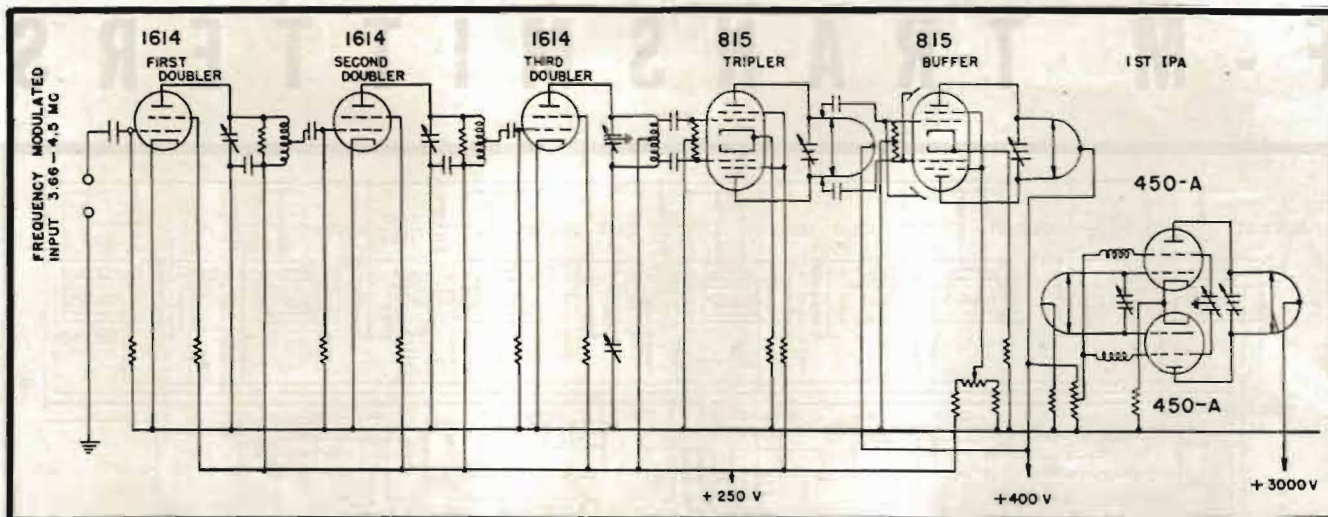 1614
FIRST
DOUBLER
1614
SECOND
DOUBLER
1614
THIRD
DOUBLER
815
TRIPLER
815
BUFFER
1ST IPA
FREQUENCY MODULATED
INPUT 3.66 - 4.5 MC
450-A
450-A
+ 250 V
+400 V
+ 3000 V